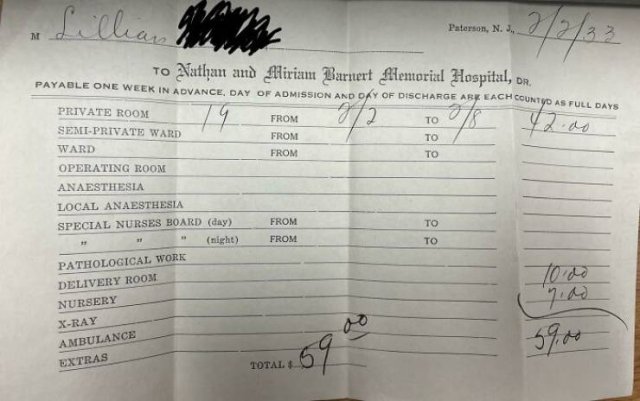 Paterson, N. J., 2/2/33
M Lillian
TO Nathan and Miriam Barnert Memorial Hospital, DR.
PAYABLE ONE WEEK IN ADVANCE, DAY OF ADMISSION AND DAY OF DISCHARGE ARE EACH COUNTED AS FULL DAYS
PRIVATE ROOM 19 FROM 2/2 TO 2/8 42.00
SEMI-PRIVATE WARD FROM TO
WARD FROM TO
OPERATING ROOM
ANAESTHESIA
LOCAL ANAESTHESIA
SPECIAL NURSES BOARD (day) FROM TO
" " " (night) FROM TO
PATHOLOGICAL WORK
DELIVERY ROOM 10.00
NURSERY 7.00
X-RAY
AMBULANCE 59.00
EXTRAS TOTAL $ 59 00